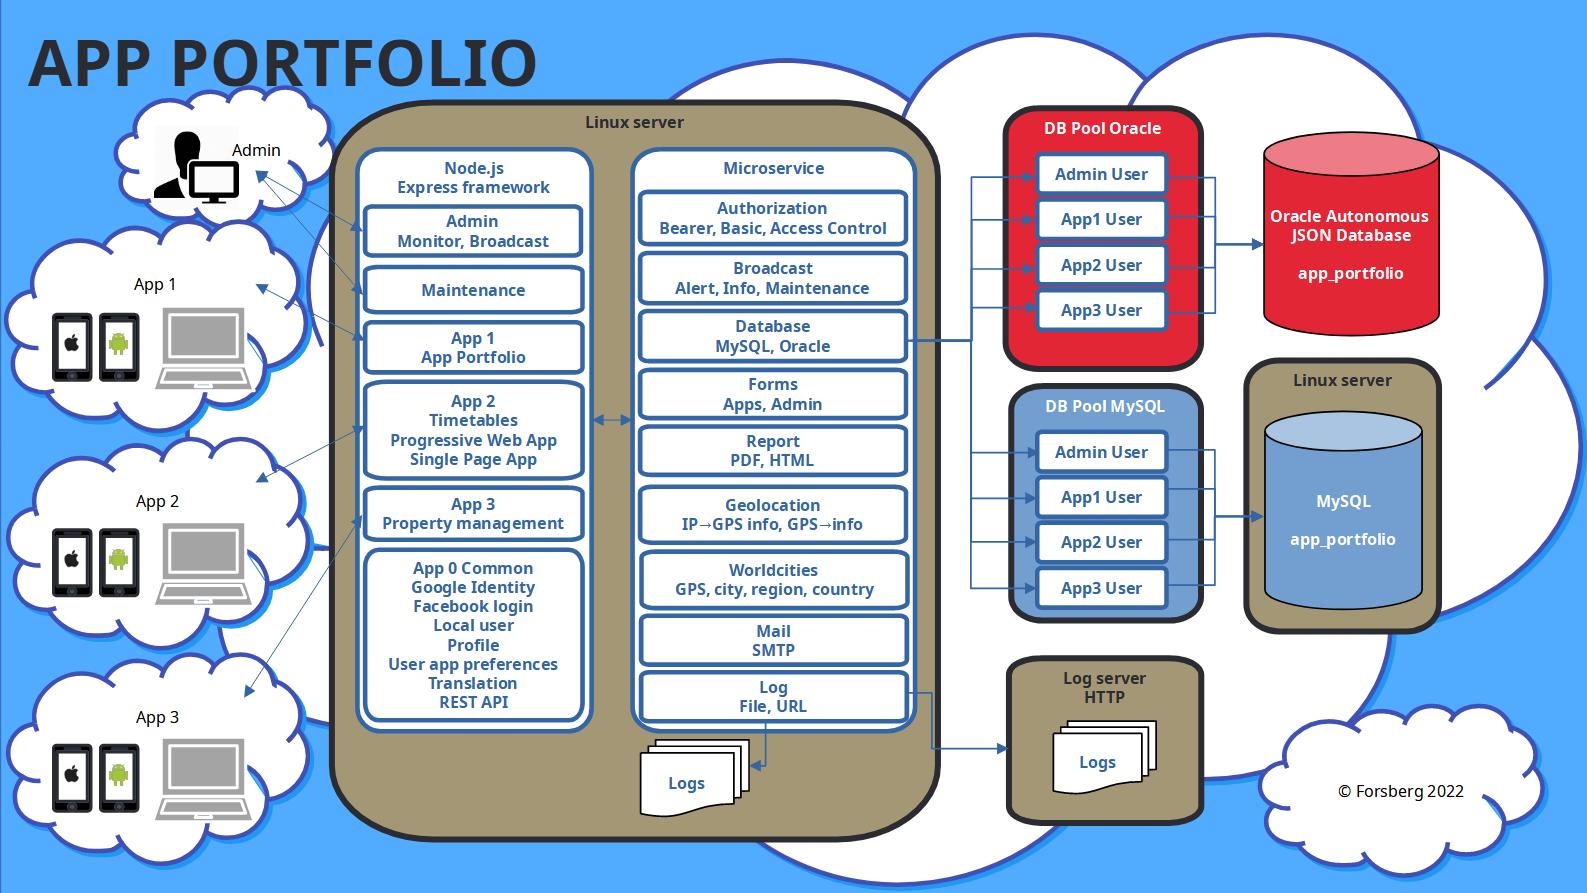 APP PORTFOLIO
Admin
App 1
App 2
App 3
Linux server
Node.js
Express framework
Admin
Monitor, Broadcast
Maintenance
App 1
App Portfolio
App 2
Timetables
Progressive Web App
Single Page App
App 3
Property management
App 0 Common
Google Identity
Facebook login
Local user
Profile
User app preferences
Translation
REST API
Microservice
Authorization
Bearer, Basic, Access Control
Broadcast
Alert, Info, Maintenance
Database
MySQL, Oracle
Forms
Apps, Admin
Report
PDF, HTML
Geolocation
IP→GPS info, GPS→info
Worldcities
GPS, city, region, country
Mail
SMTP
Log
File, URL
Logs
DB Pool Oracle
Admin User
App1 User
App2 User
App3 User
Oracle Autonomous
JSON Database
app_portfolio
DB Pool MySQL
Admin User
App1 User
App2 User
App3 User
Linux server
MySQL
app_portfolio
Log server
HTTP
Logs
© Forsberg 2022